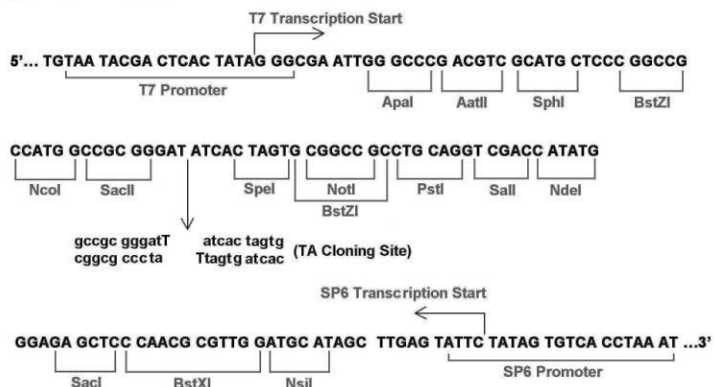 T7 Transcription Start
5’... TGTAA TACGA CTCAC TATAG GGCGA ATTGG GCCCG ACGTC GCATG CTCCC GGCCG
T7 Promoter
ApaI AatII SphI BstZI
CCATG GCCGC GGGAT ATCAC TAGTG CGGCC GCCTG CAGGT CGACC ATATG
NcoI SacII SpeI NotI PstI SalI NdeI
BstZI
gccgc gggatT atcac tagtg
cggcg cccta Ttagtg atcac (TA Cloning Site)
SP6 Transcription Start
GGAGA GCTCC CAACG CGTTG GATGC ATAGC TTGAG TATTC TATAG TGTCA CCTAA AT ...3’
SacI BstXI NsiI SP6 Promoter